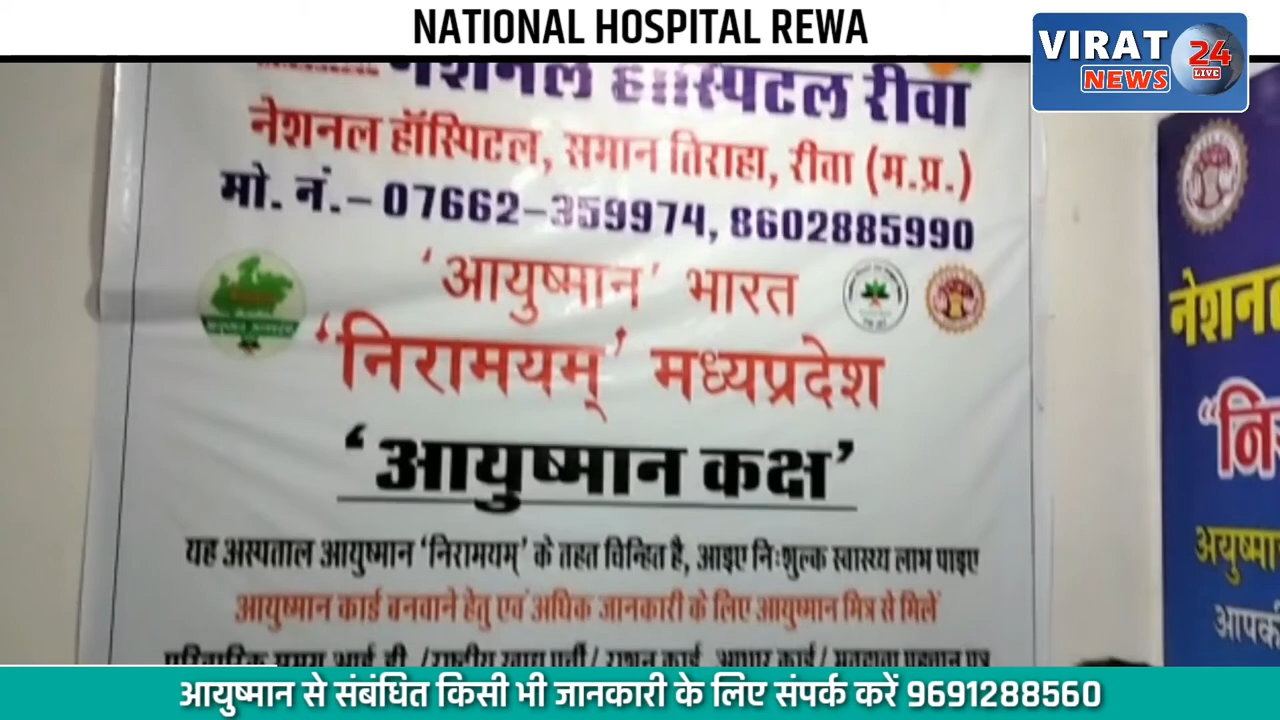 NATIONAL HOSPITAL REWA
VIRAT
NEWS
24
LIVE
नेशनल हॉस्पिटल रीवा
नेशनल हॉस्पिटल, समान तिराहा, रीवा (म.प्र.)
मो. नं.- 07662-359974, 8602885990
'आयुष्मान' भारत
'निरामयम्' मध्यप्रदेश
'आयुष्मान कक्ष'
यह अस्पताल आयुष्मान 'निरामयम्' के तहत चिन्हित है, आइए निःशुल्क स्वास्थ्य लाभ पाइए
आयुष्मान कार्ड बनवाने हेतु एवं अधिक जानकारी के लिए आयुष्मान मित्र से मिलें
नेशनल
"नि
अयुष्मा
आपकी
आयुष्मान से संबंधित किसी भी जानकारी के लिए संपर्क करें 9691288560